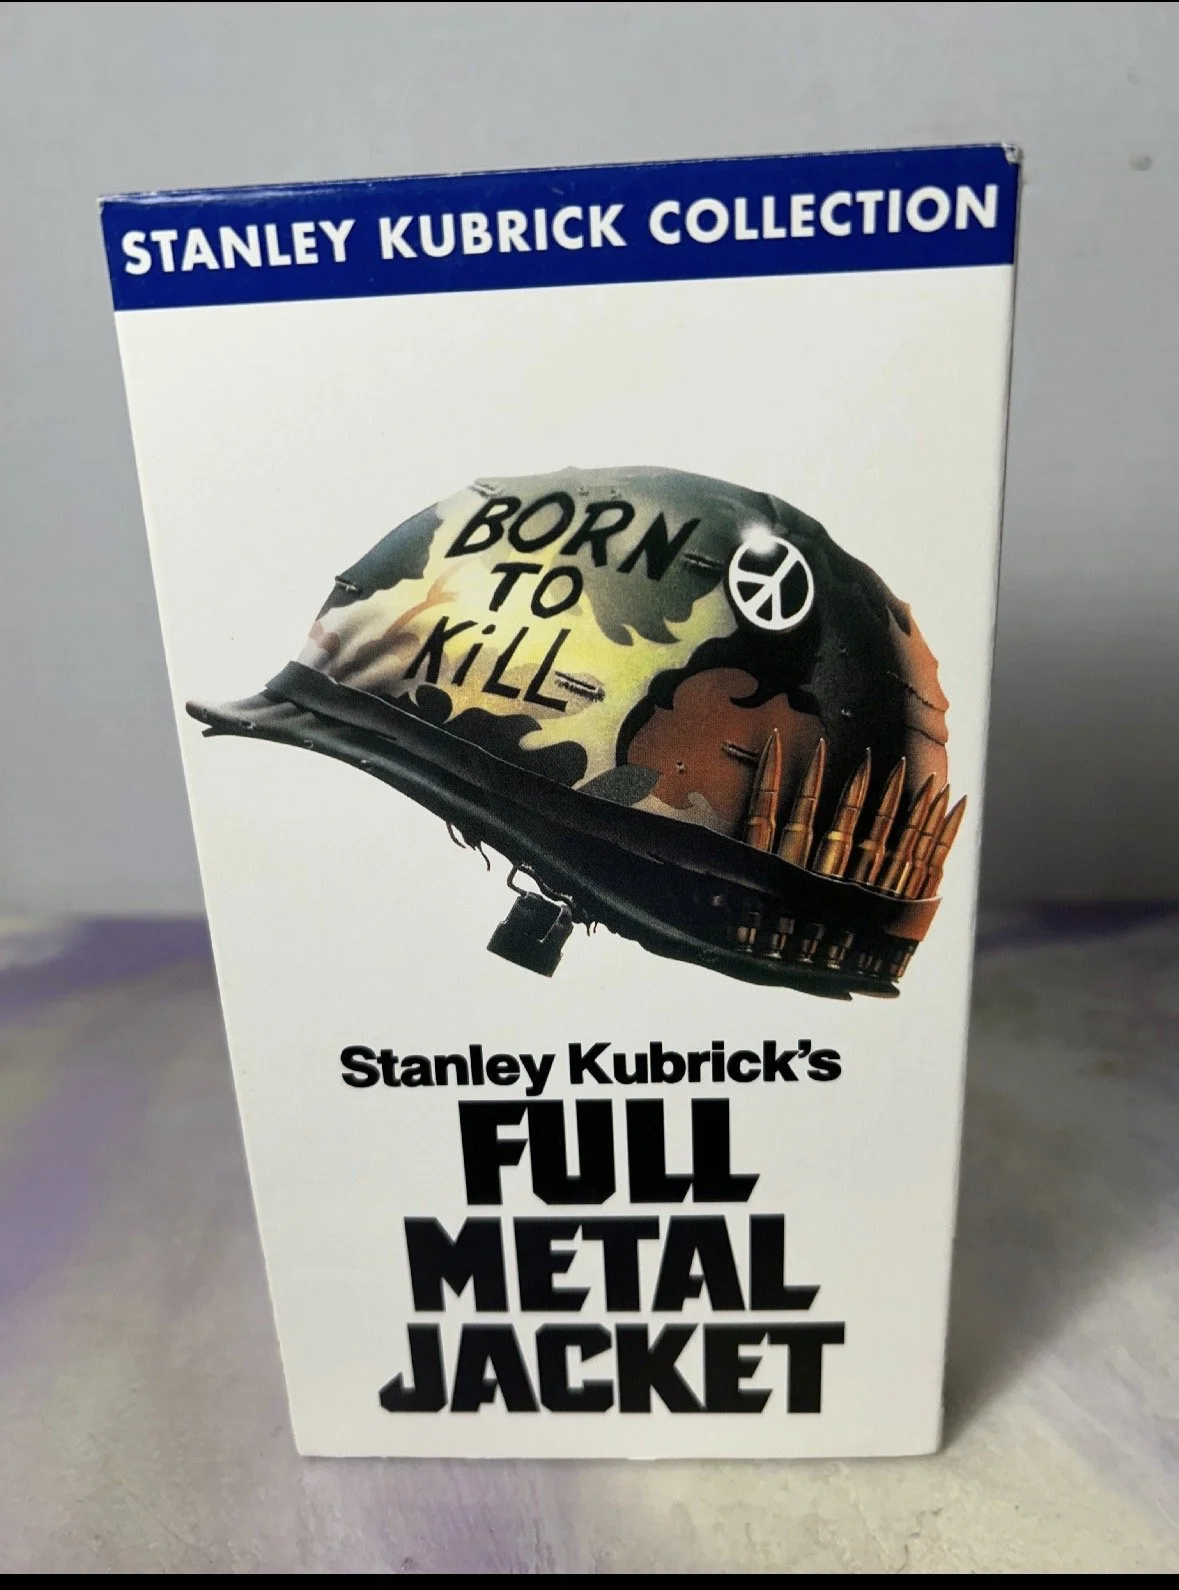 STANLEY KUBRICK COLLECTION
BORN
TO
KiLL
Stanley Kubrick's
FULL
METAL
JACKET